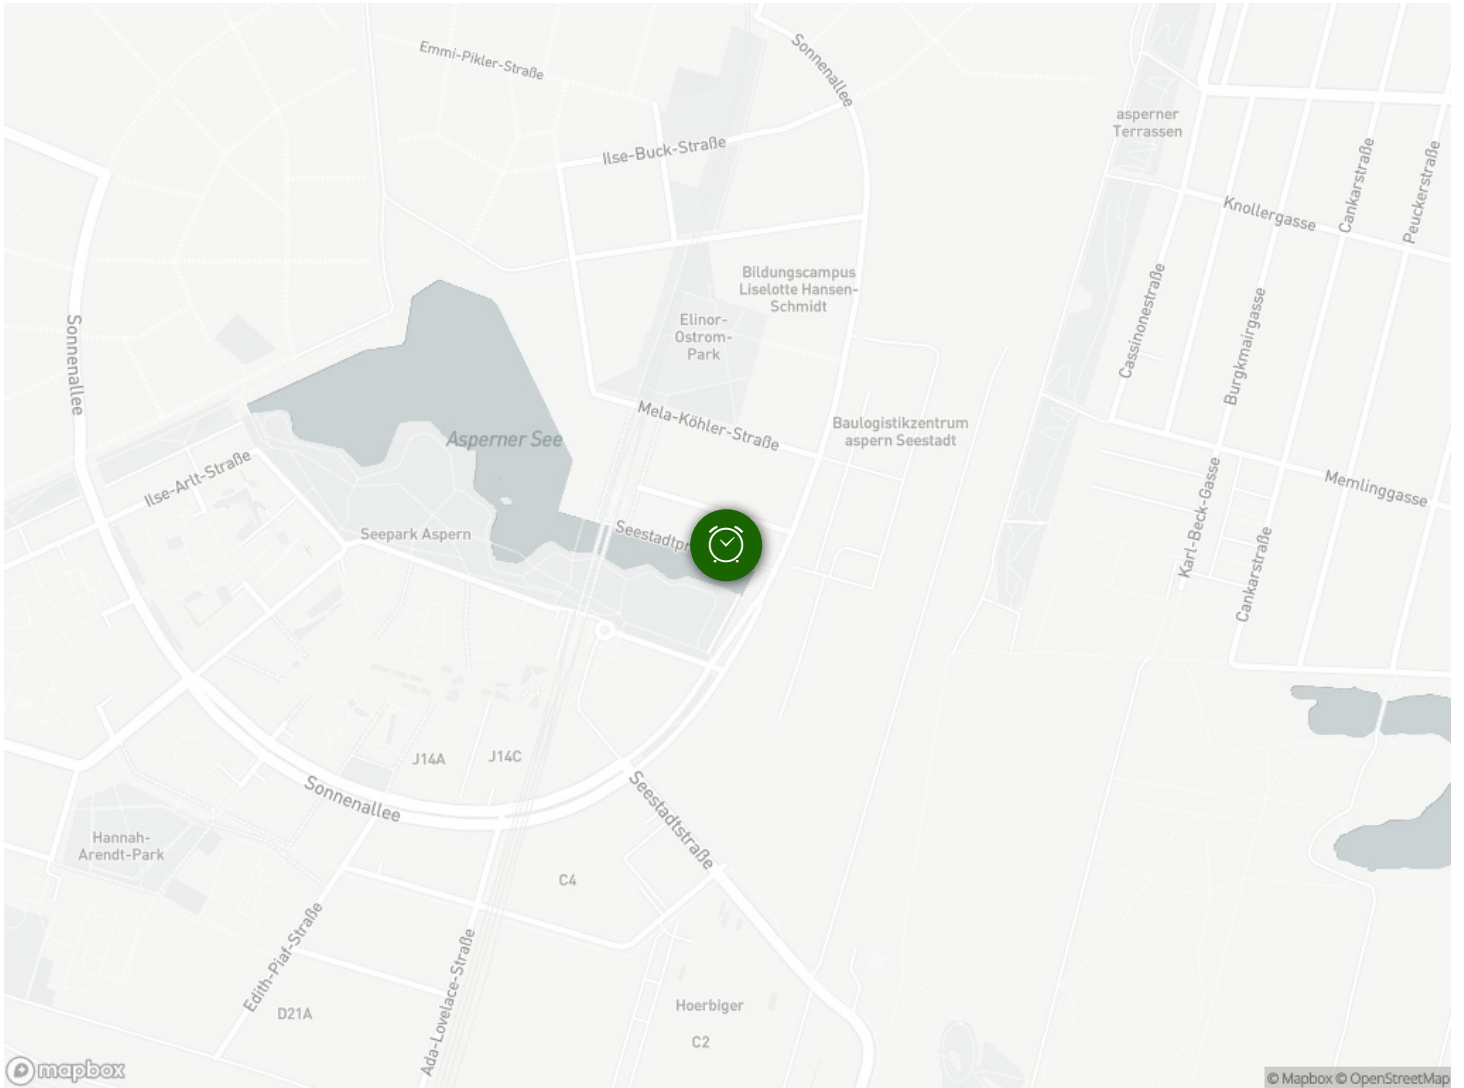 Emmi-Pikler-Straße
Sonnenallee
Ilse-Buck-Straße
asperner
Terrassen
Cankarstraße
Peuckerstraße
Knollergasse
Bildungscampus
Liselotte Hansen-
Schmidt
Elinor-
Ostrom-
Park
Cassinonestraße
Burgkmairgasse
Sonnenallee
Mela-Köhler-Straße
Baulogistikzentrum
aspern Seestadt
Asperner See
Ilse-Arlt-Straße
Memlinggasse
Karl-Beck-Gasse
Seepark Aspern
Seestadtpr
Cankarstraße
J14A
J14C
Sonnenallee
Seestadtstraße
Hannah-
Arendt-Park
C4
Edith-Piaf-Straße
Ada-Lovelace-Straße
D21A
Hoerbiger
C2
mapbox
© Mapbox © OpenStreetMap